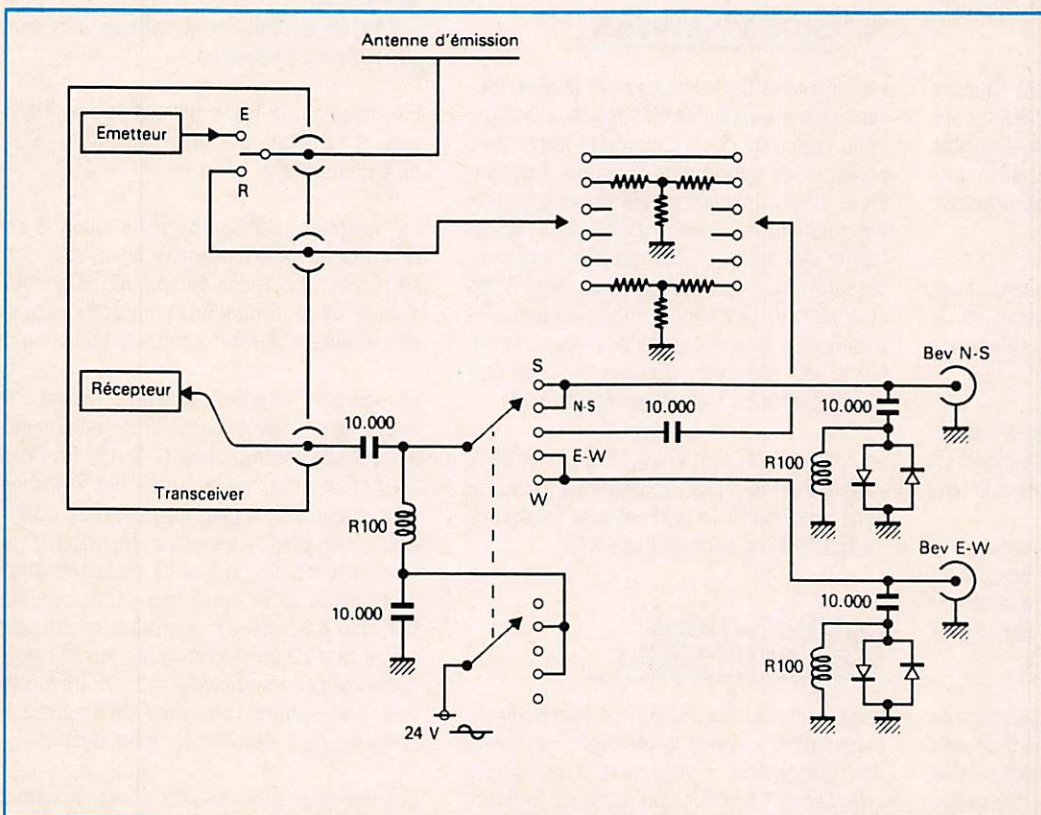 Antenne d'émission
Emetteur
E
R
Récepteur
Transceiver
10.000
R100
10.000
24 V
S
N-S
E-W
W
10.000
Bev N-S
10.000
R100
Bev E-W
10.000
R100